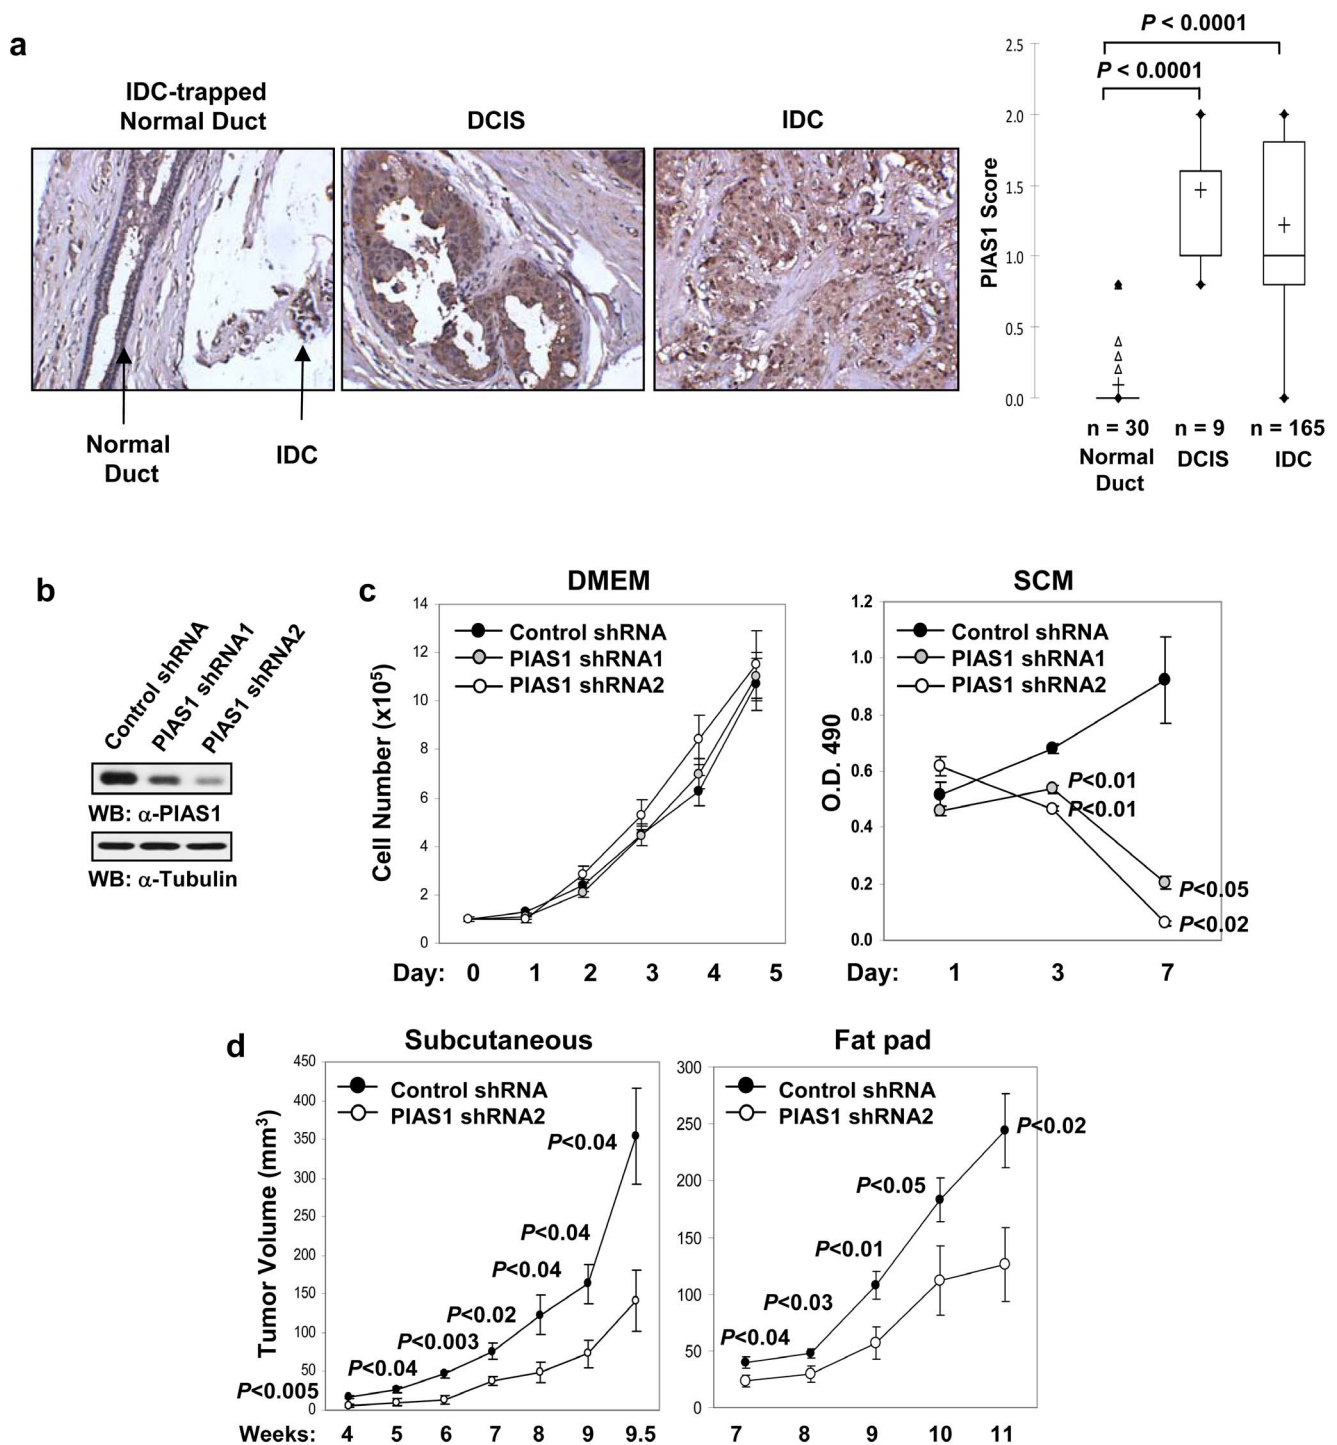 a
IDC-trapped
Normal Duct
DCIS
IDC
Normal
Duct
IDC
P < 0.0001
P < 0.0001
PIAS1 Score
2.5
2.0
1.5
1.0
0.5
0.0
n = 30
n = 9
n = 165
Normal
Duct
DCIS
IDC
b
Control shRNA
PIAS1 shRNA1
PIAS1 shRNA2
WB: α-PIAS1
WB: α-Tubulin
c
DMEM
Cell Number (x10⁵)
14
12
10
8
6
4
2
0
Control shRNA
PIAS1 shRNA1
PIAS1 shRNA2
Day: 0 1 2 3 4 5
SCM
O.D. 490
1.2
1.0
0.8
0.6
0.4
0.2
0.0
Control shRNA
PIAS1 shRNA1
PIAS1 shRNA2
P<0.01
P<0.01
P<0.05
P<0.02
Day: 1 3 7
d
Subcutaneous
Tumor Volume (mm³)
450
400
350
300
250
200
150
100
50
0
Control shRNA
PIAS1 shRNA2
P<0.04
P<0.04
P<0.04
P<0.02
P<0.003
P<0.04
P<0.005
Weeks: 4 5 6 7 8 9 9.5
Fat pad
300
250
200
150
100
50
0
Control shRNA
PIAS1 shRNA2
P<0.02
P<0.05
P<0.01
P<0.03
P<0.04
7 8 9 10 11